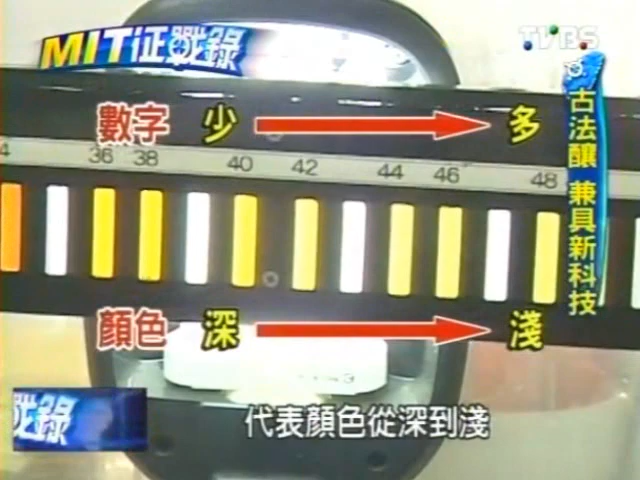 MIT征戰錄
TVBS
數字 少 多
4 36 38 40 42 44 46 48
顏色 深 淺
古法釀 兼具新科技
戰錄
代表顏色從深到淺